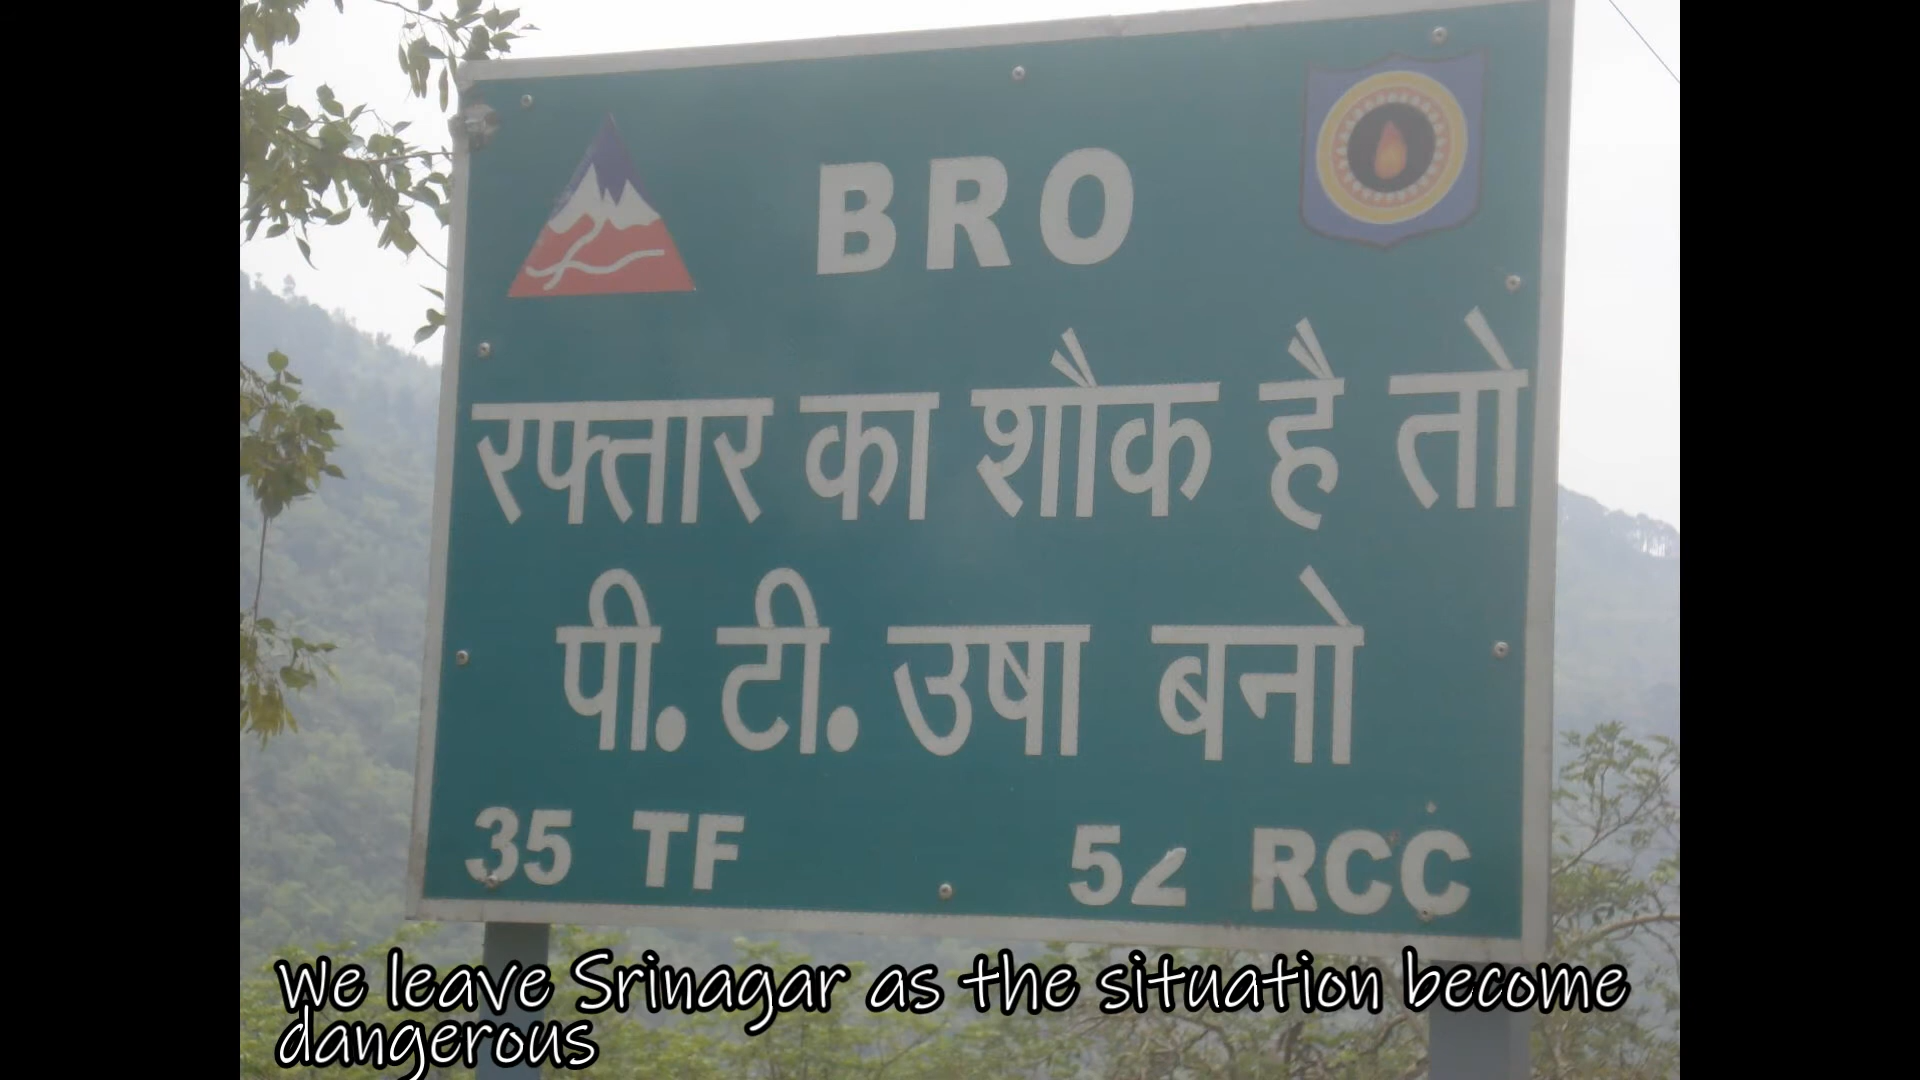 BRO
रफ्तार का शौक है तो
पी. टी. उषा बनो
35 TF 52 RCC
We leave Srinagar as the situation become
dangerous